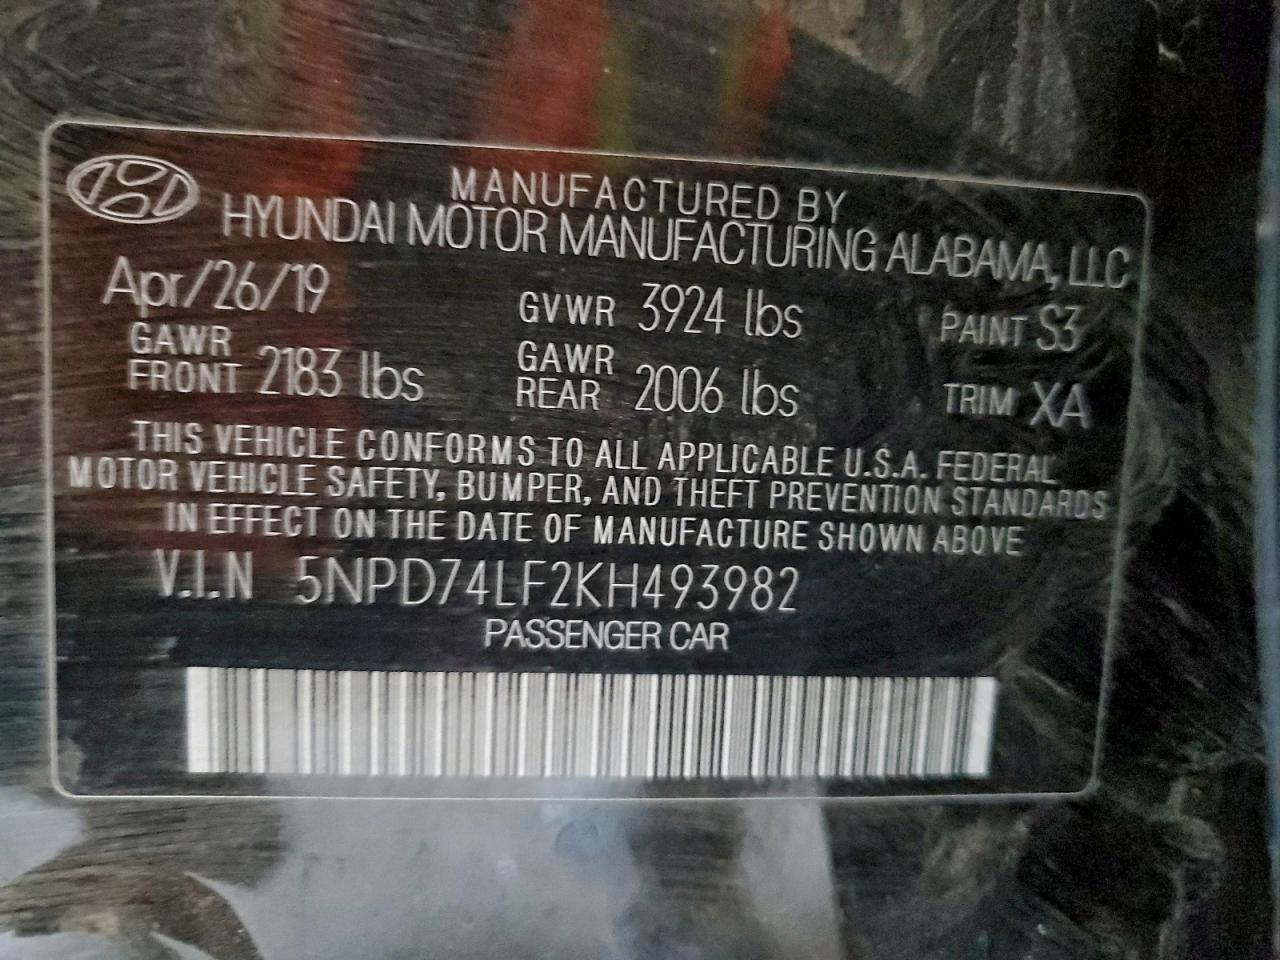 MANUFACTURED BY
HYUNDAI MOTOR MANUFACTURING ALABAMA, LLC
Apr/26/19 GVWR 3924 lbs PAINT S3
GAWR FRONT 2183 lbs GAWR REAR 2006 lbs TRIM XA
THIS VEHICLE CONFORMS TO ALL APPLICABLE U.S.A. FEDERAL
MOTOR VEHICLE SAFETY, BUMPER, AND THEFT PREVENTION STANDARDS
IN EFFECT ON THE DATE OF MANUFACTURE SHOWN ABOVE
V.I.N 5NPD74LF2KH493982
PASSENGER CAR